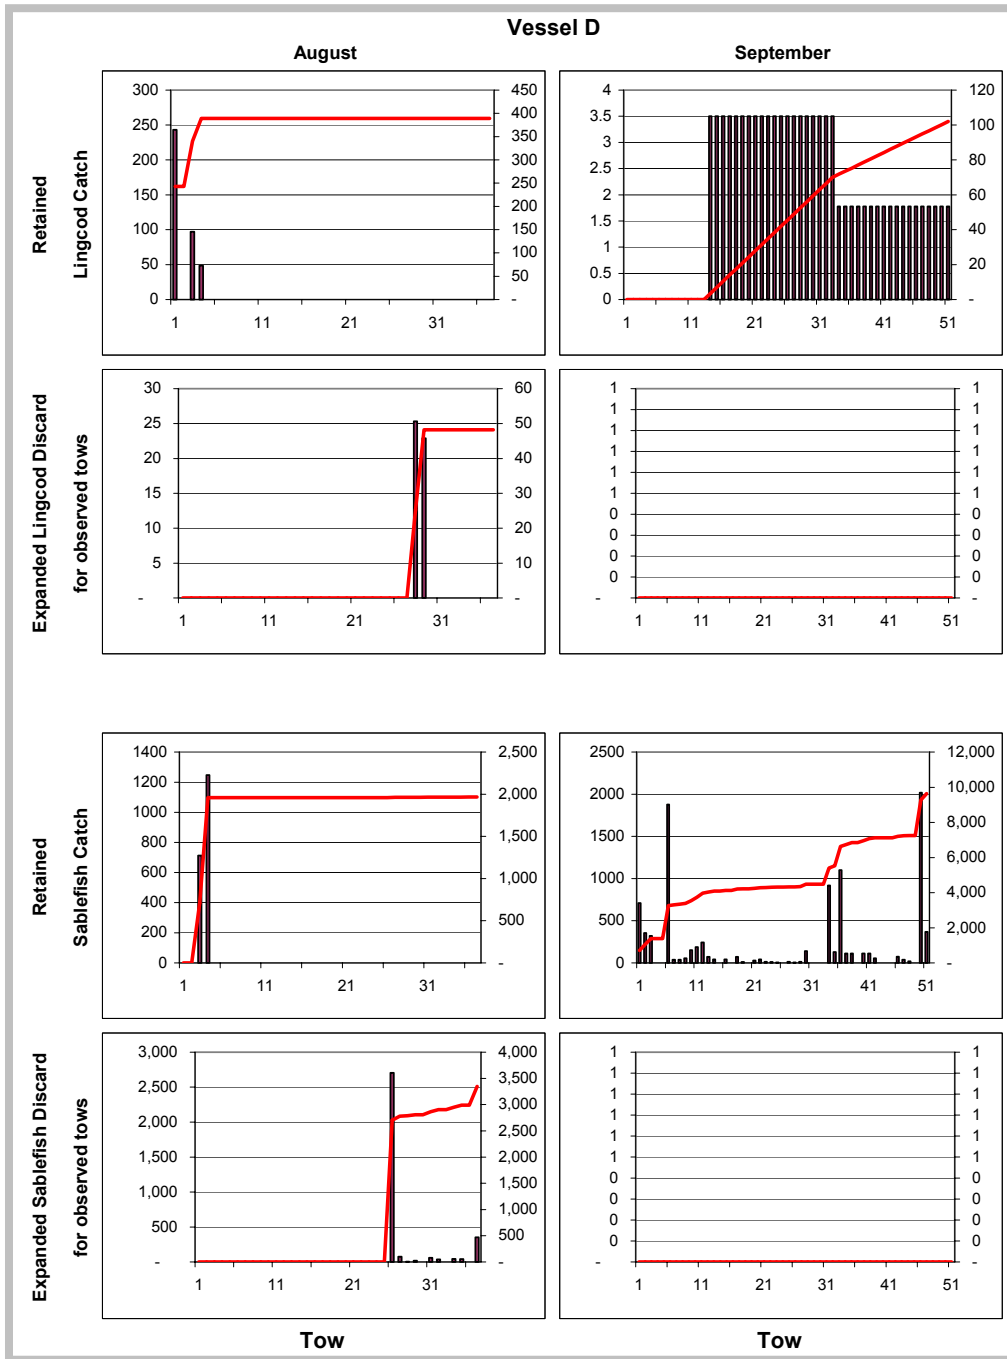 Vessel D
August
September
Retained
Lingcod Catch
300 250 200 150 100 50 0
450 400 350 300 250 200 150 100 50 -
1 11 21 31
4 3.5 3 2.5 2 1.5 1 0.5 0
120 100 80 60 40 20 -
1 11 21 31 41 51
Expanded Lingcod Discard
for observed tows
30 25 20 15 10 5 -
60 50 40 30 20 10 -
1 11 21 31
1 1 1 1 1 1 0 0 0 0 -
1 1 1 1 1 1 0 0 0 0 -
1 11 21 31 41 51
Retained
Sablefish Catch
1400 1200 1000 800 600 400 200 0
2,500 2,000 1,500 1,000 500 -
1 11 21 31
2500 2000 1500 1000 500 0
12,000 10,000 8,000 6,000 4,000 2,000 -
1 11 21 31 41 51
Expanded Sablefish Discard
for observed tows
3,000 2,500 2,000 1,500 1,000 500 -
4,000 3,500 3,000 2,500 2,000 1,500 1,000 500 -
1 11 21 31
1 1 1 1 1 1 0 0 0 0 -
1 1 1 1 1 1 0 0 0 0 -
1 11 21 31 41 51
Tow
Tow